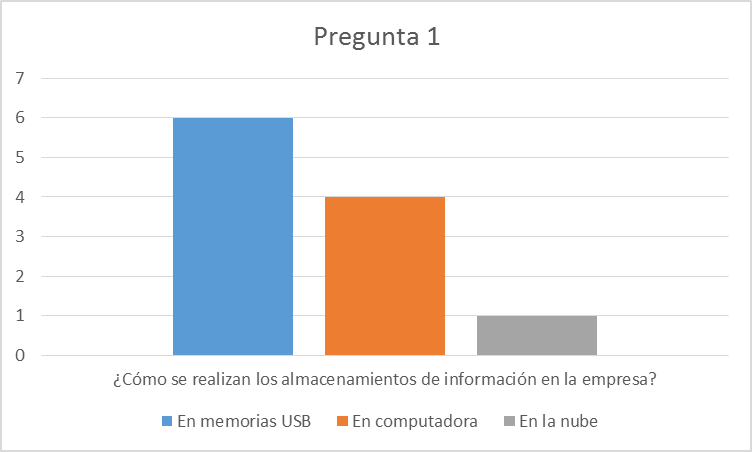 Pregunta 1
7
6
5
4
3
2
1
0
¿Cómo se realizan los almacenamientos de información en la empresa?
En memorias USB En computadora En la nube